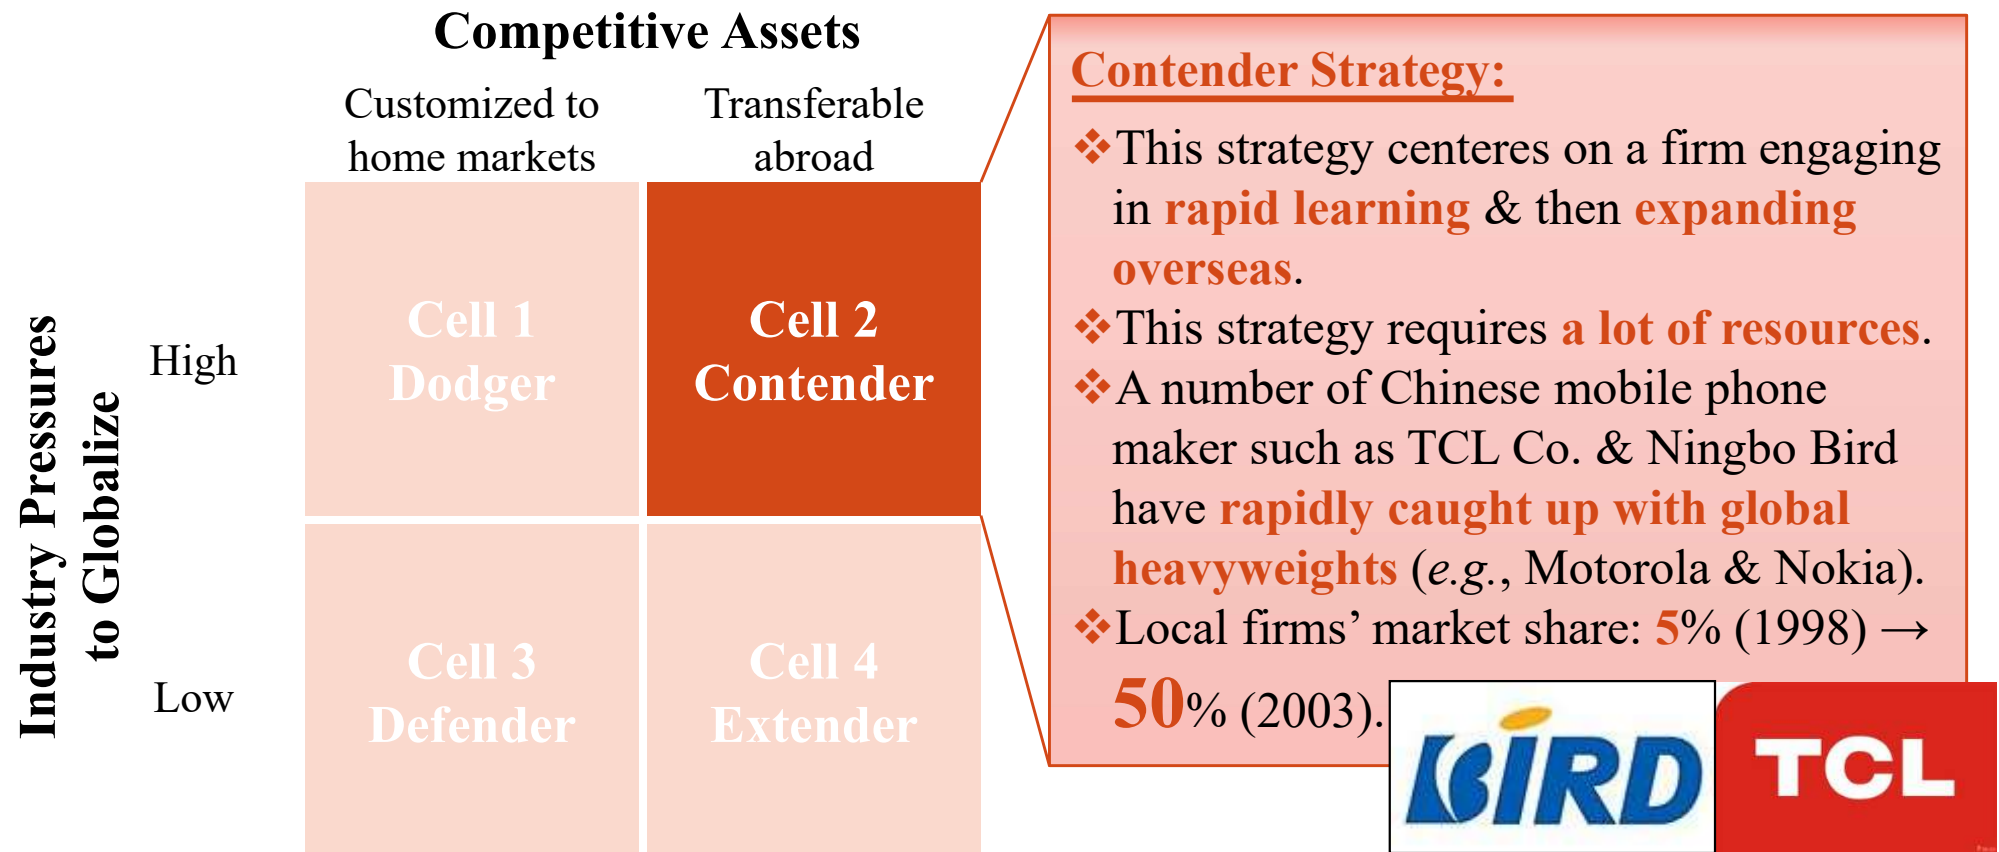 Competitive Assets
Customized to
home markets
Transferable
abroad
Industry Pressures
to Globalize
High
Low
Cell 1
Dodger
Cell 2
Contender
Cell 3
Defender
Cell 4
Extender
Contender Strategy:
❖This strategy centeres on a firm engaging
in rapid learning & then expanding
overseas.
❖This strategy requires a lot of resources.
❖A number of Chinese mobile phone
maker such as TCL Co. & Ningbo Bird
have rapidly caught up with global
heavyweights (e.g., Motorola & Nokia).
❖Local firms’ market share: 5% (1998) →
50% (2003).
BIRD
TCL